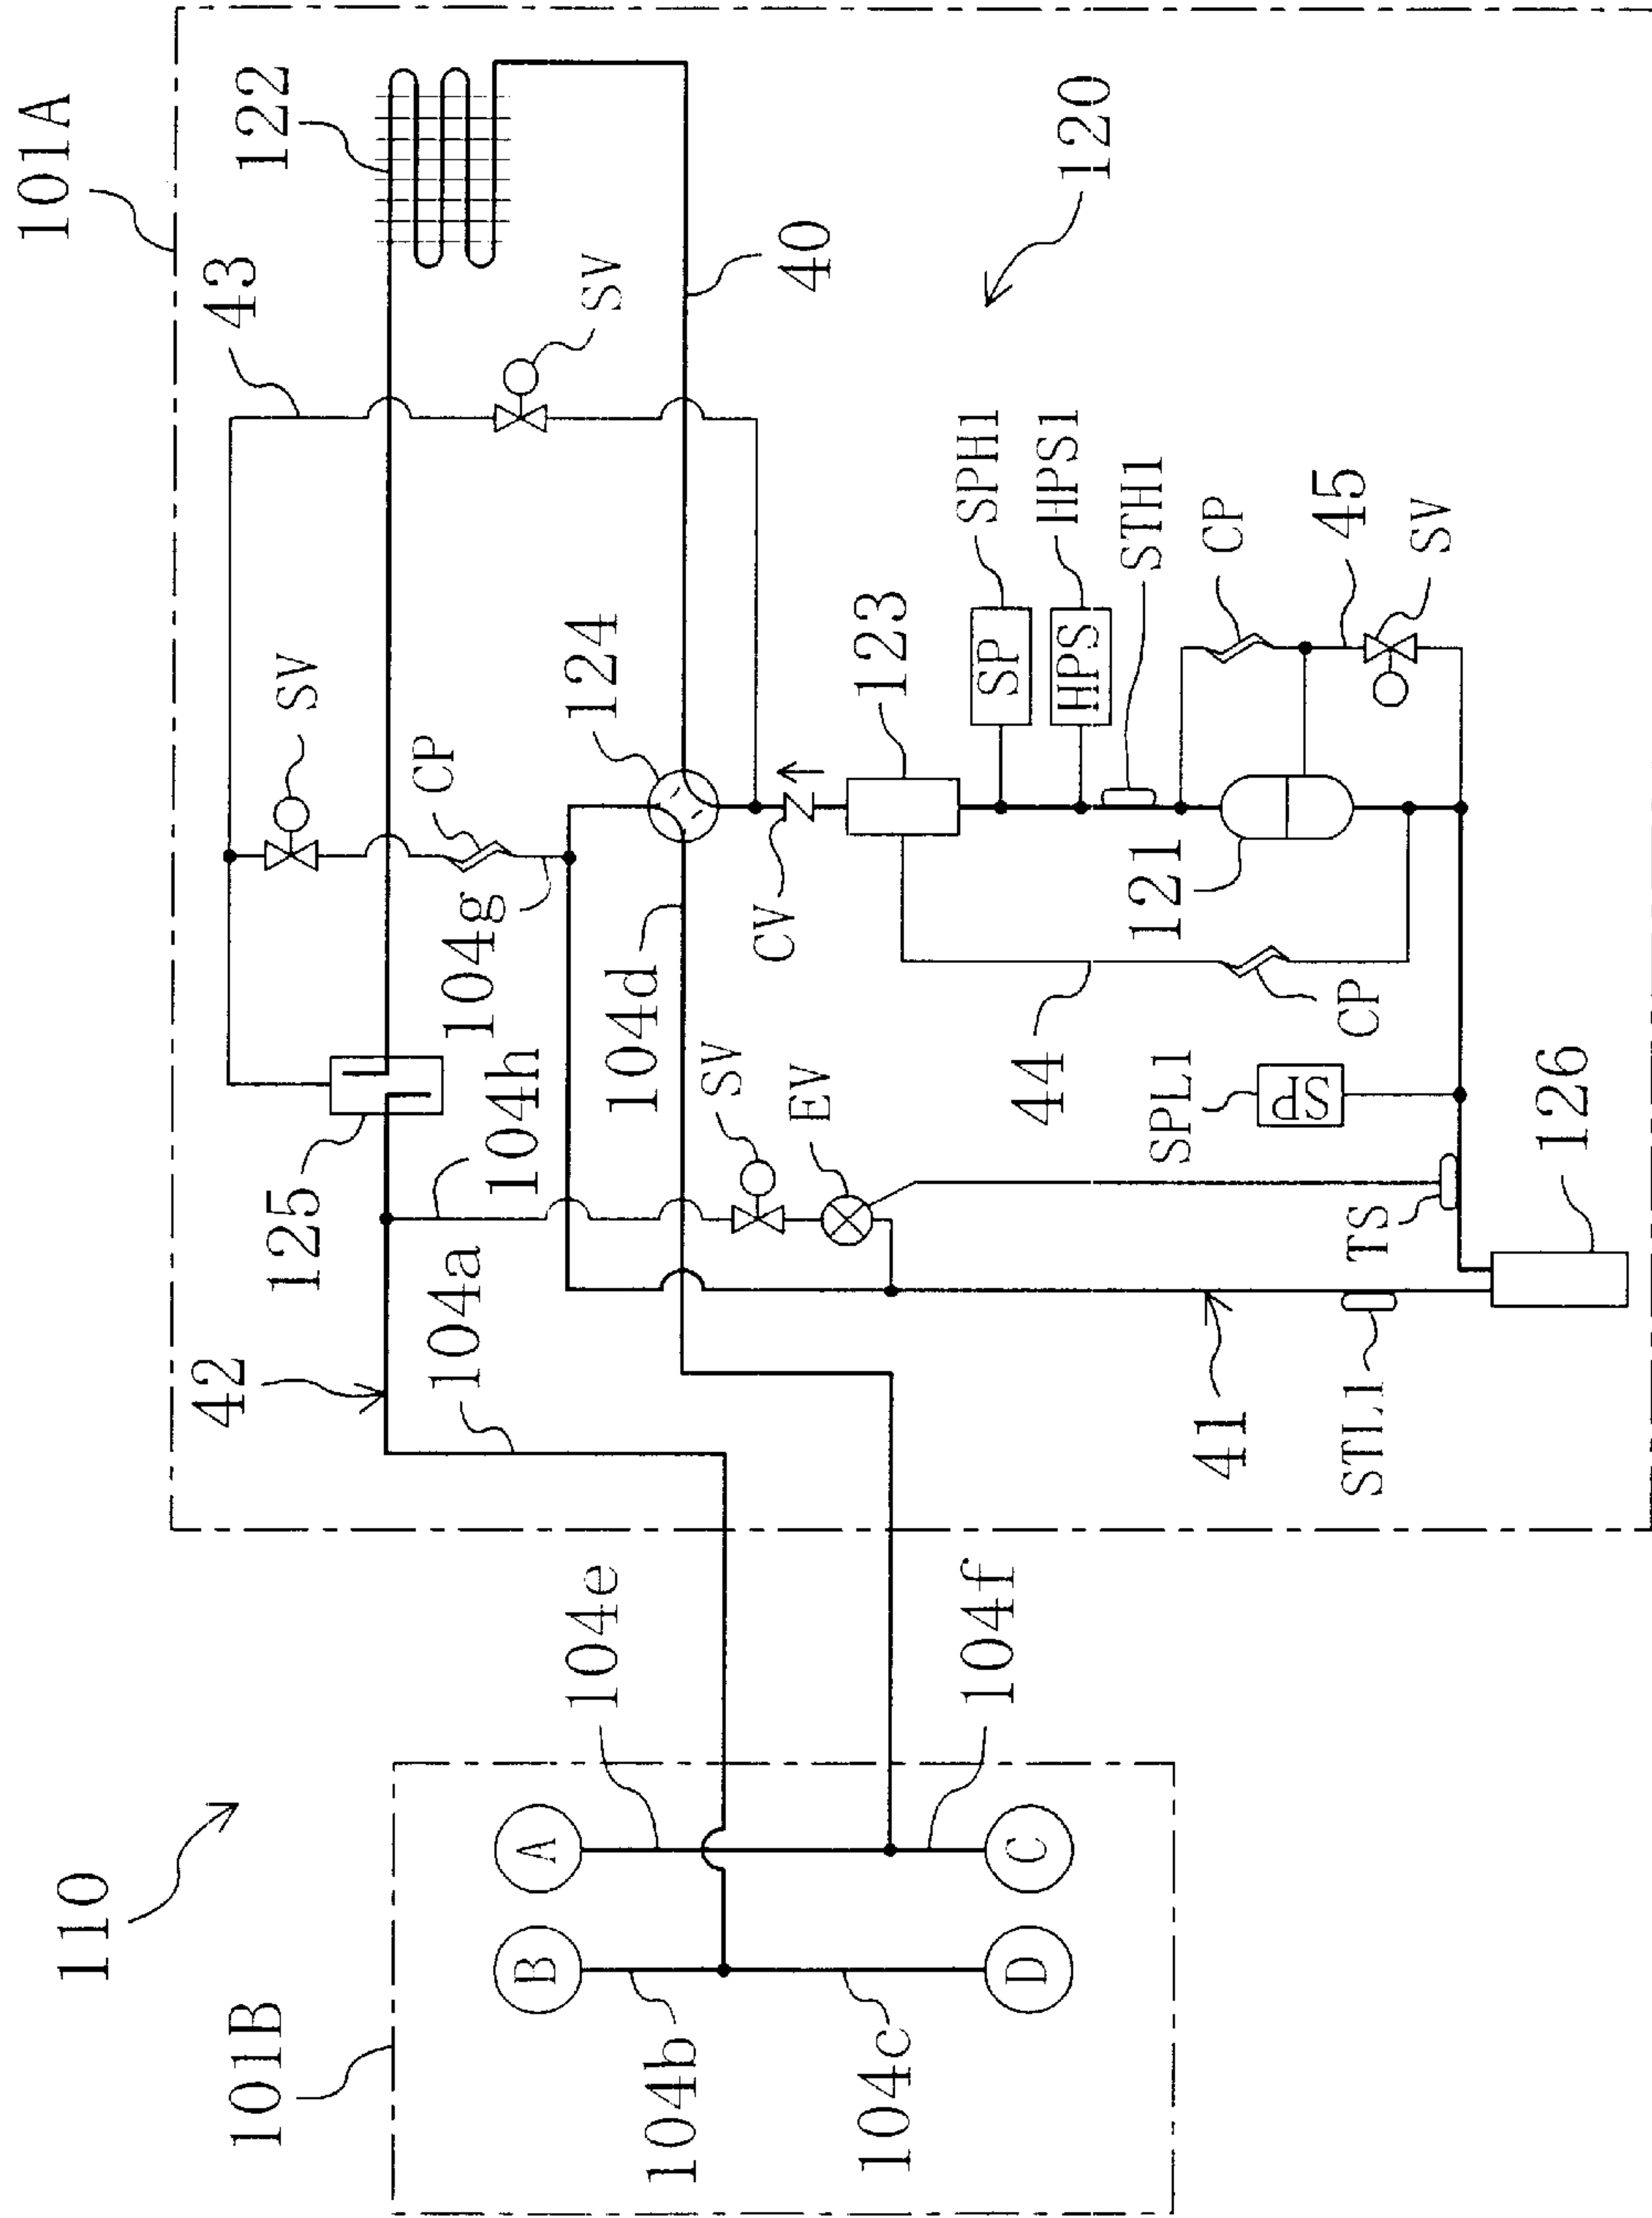 101A
122
43
SV
40
120
SV
CP
124
104g
SPH1
SP
HPS1
HPS
STH1
CP
45
SV
123
CV
104d
121
44
CP
125
104h
SV
EV
SPL1
SP
TS
126
42
104a
41
STL1
104e
104f
110
101B
A
B
C
D
104b
104c